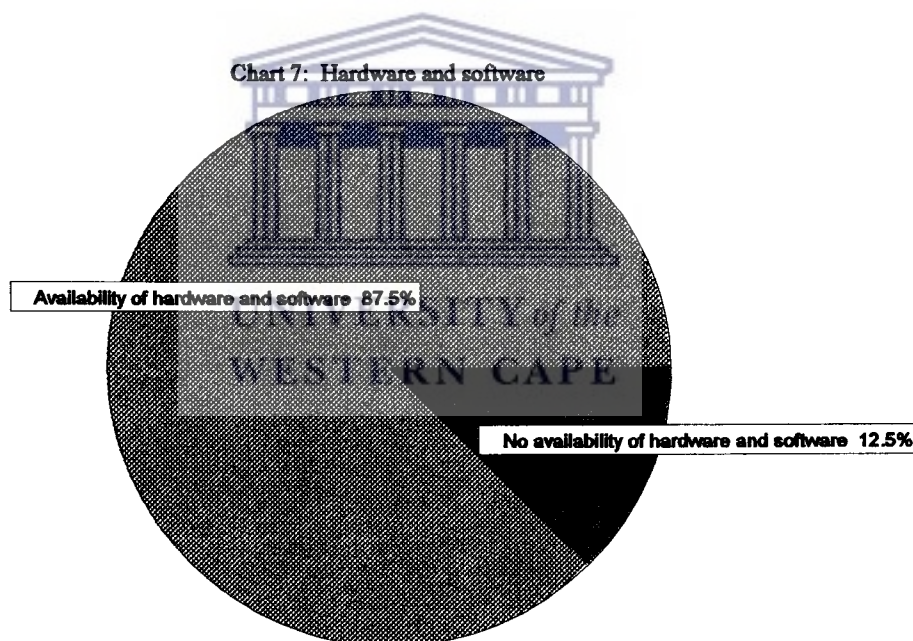 Chart 7: Hardware and software
Availability of hardware and software 87.5%
UNIVERSITY of the
WESTERN CAPE
No availability of hardware and software 12.5%